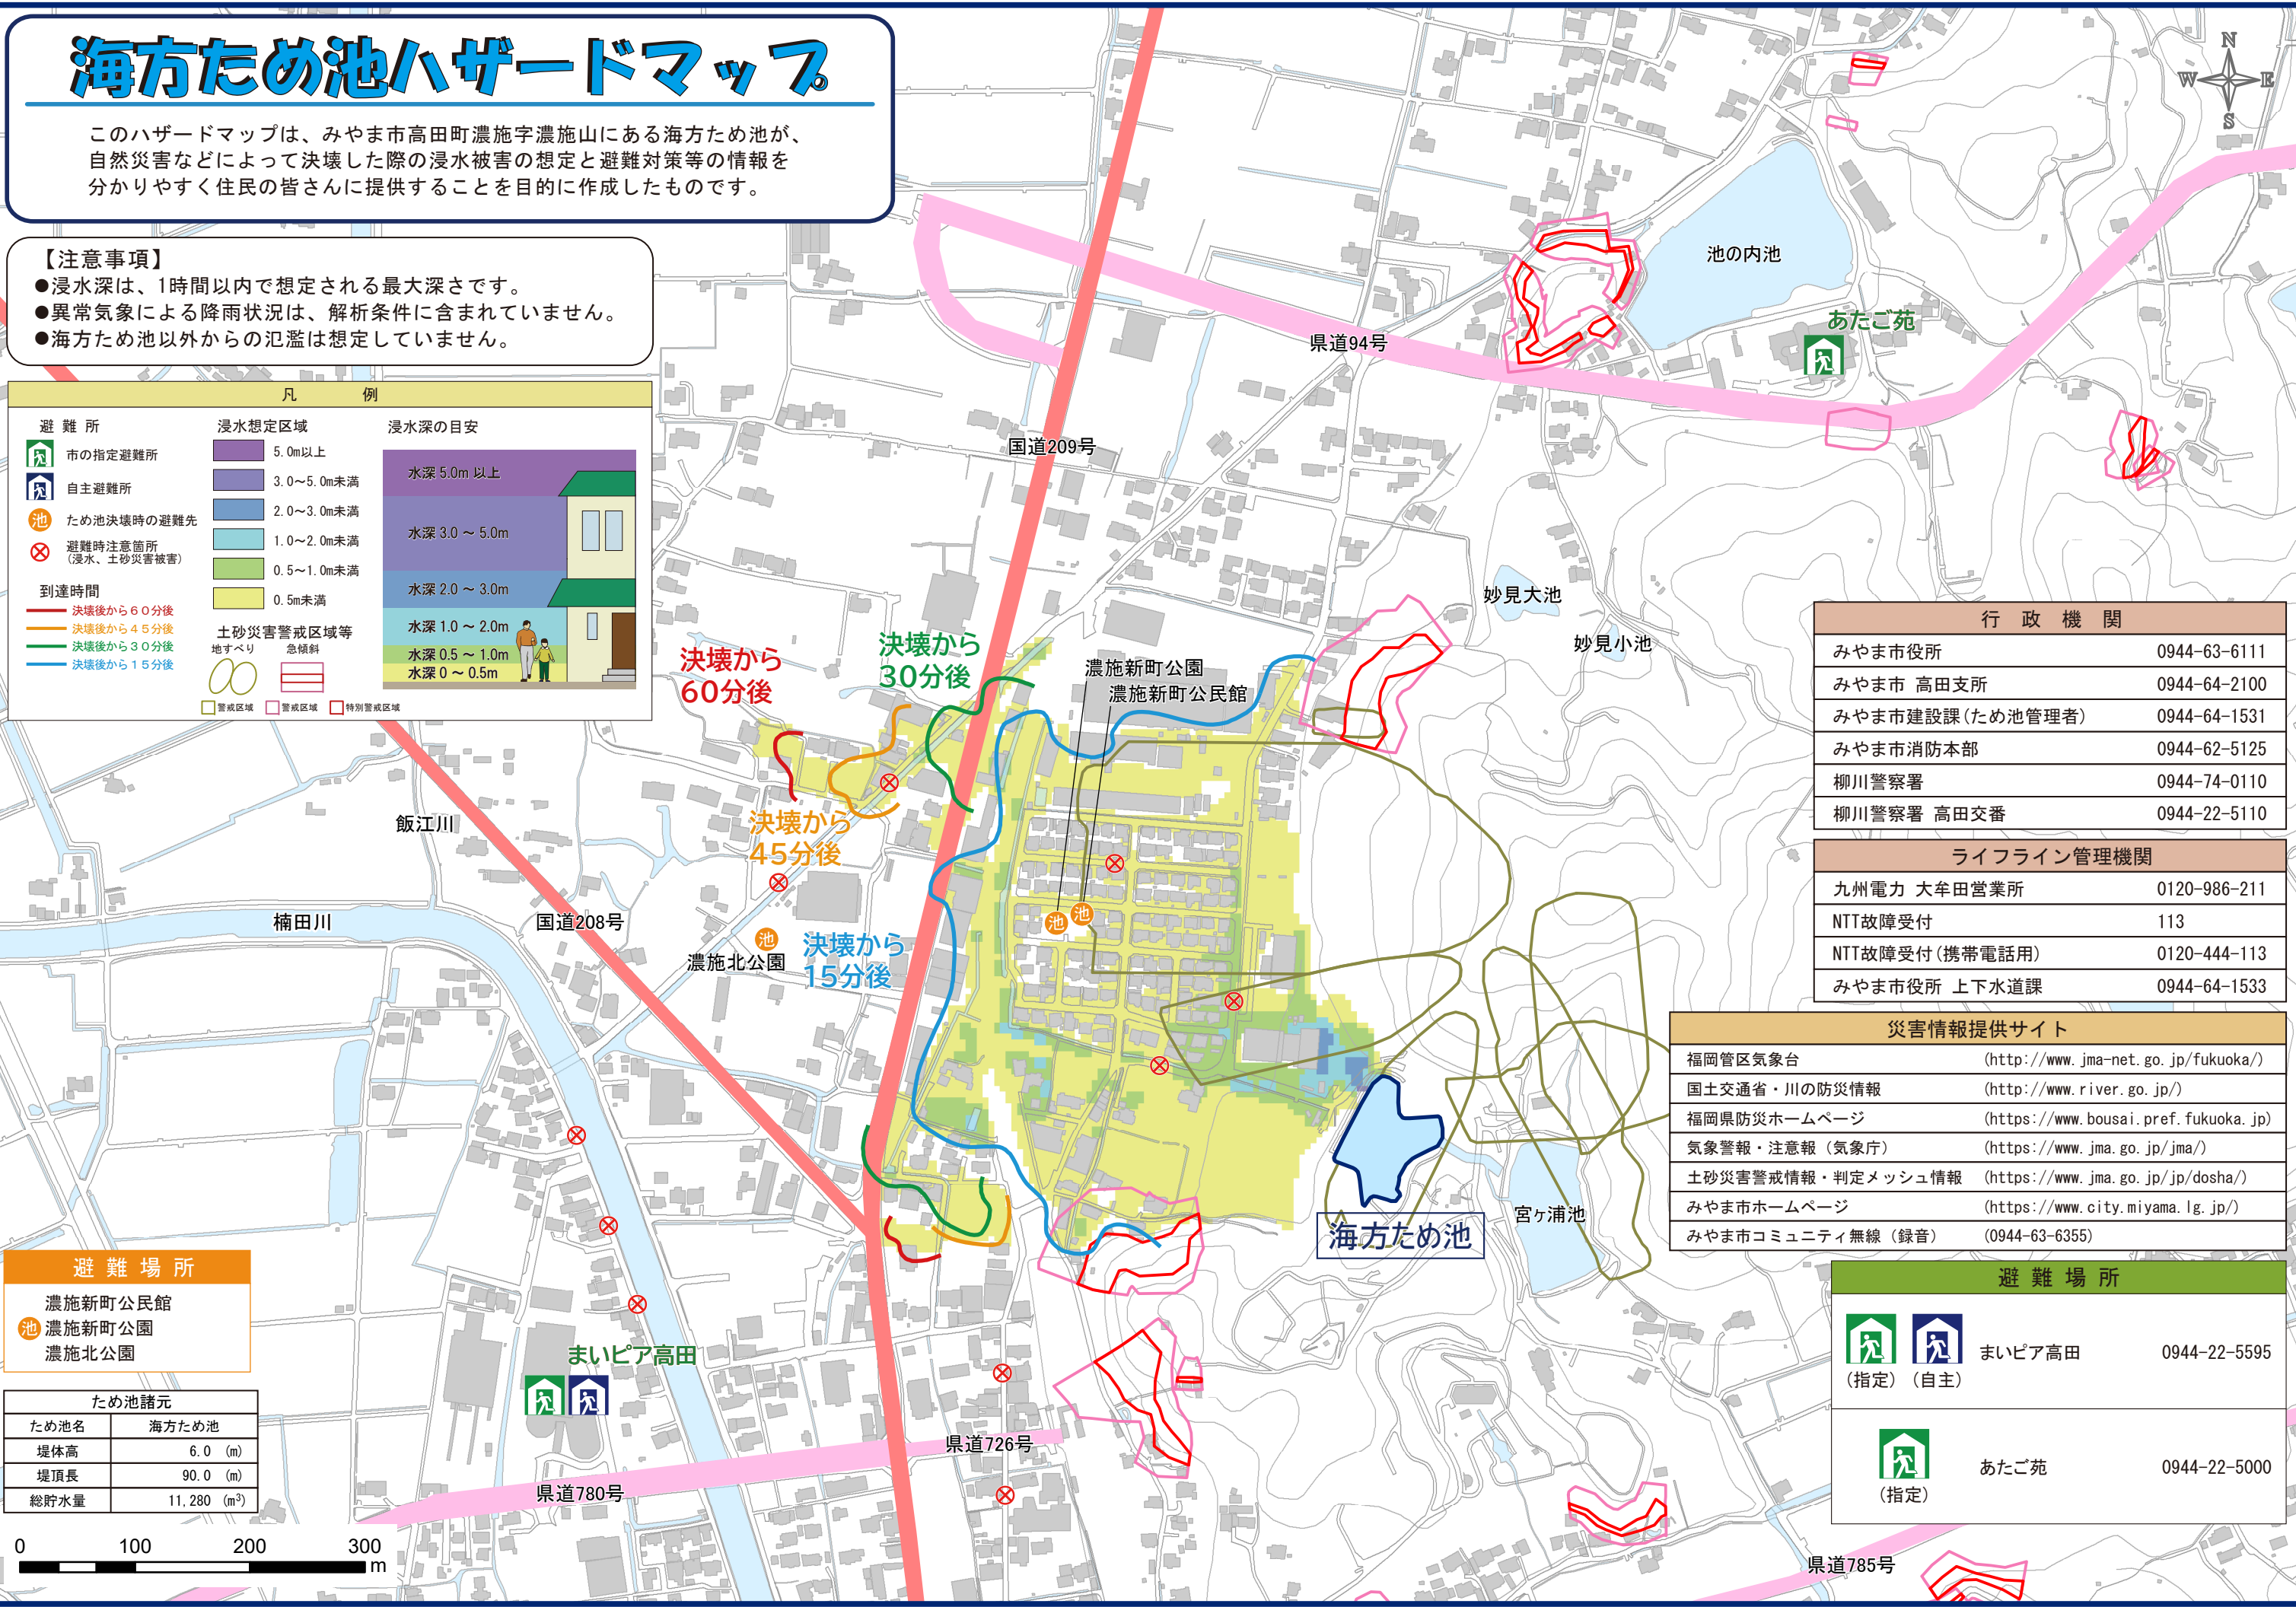 海方ため池ハザードマップ
このハザードマップは、みやま市高田町濃施字濃施山にある海方ため池が、
自然災害などによって決壊した際の浸水被害の想定と避難対策等の情報を
分かりやすく住民の皆さんに提供することを目的に作成したものです。
【注意事項】
●浸水深は、1時間以内で想定される最大深さです。
●異常気象による降雨状況は、解析条件に含まれていません。
●海方ため池以外からの氾濫は想定していません。
凡 例
避 難 所
市の指定避難所
自主避難所
池 ため池決壊時の避難先
避難時注意箇所
(浸水、土砂災害被害)
到達時間
決壊後から60分後
決壊後から45分後
決壊後から30分後
決壊後から15分後
浸水想定区域
5.0m以上
3.0～5.0m未満
2.0～3.0m未満
1.0～2.0m未満
0.5～1.0m未満
0.5m未満
土砂災害警戒区域等
地すべり 急傾斜
警戒区域 警戒区域 特別警戒区域
浸水深の目安
水深 5.0m 以上
水深 3.0 ～ 5.0m
水深 2.0 ～ 3.0m
水深 1.0 ～ 2.0m
水深 0.5 ～ 1.0m
水深 0 ～ 0.5m
N
W E
S
池の内池
あたご苑
県道94号
国道209号
妙見大池
妙見小池
決壊から
60分後
決壊から
30分後
濃施新町公園
濃施新町公民館
決壊から
45分後
飯江川
楠田川
国道208号
池
濃施北公園
決壊から
15分後
池
池
海方ため池
宮ヶ浦池
まいピア高田
県道726号
県道780号
県道785号
行 政 機 関
みやま市役所 0944-63-6111
みやま市 高田支所 0944-64-2100
みやま市建設課(ため池管理者) 0944-64-1531
みやま市消防本部 0944-62-5125
柳川警察署 0944-74-0110
柳川警察署 高田交番 0944-22-5110
ライフライン管理機関
九州電力 大牟田営業所 0120-986-211
NTT故障受付 113
NTT故障受付(携帯電話用) 0120-444-113
みやま市役所 上下水道課 0944-64-1533
災害情報提供サイト
福岡管区気象台 (http://www.jma-net.go.jp/fukuoka/)
国土交通省・川の防災情報 (http://www.river.go.jp/)
福岡県防災ホームページ (https://www.bousai.pref.fukuoka.jp)
気象警報・注意報（気象庁） (https://www.jma.go.jp/jma/)
土砂災害警戒情報・判定メッシュ情報 (https://www.jma.go.jp/jp/dosha/)
みやま市ホームページ (https://www.city.miyama.lg.jp/)
みやま市コミュニティ無線（録音） (0944-63-6355)
避 難 場 所
(指定) (自主) まいピア高田 0944-22-5595
(指定) あたご苑 0944-22-5000
避 難 場 所
濃施新町公民館
池 濃施新町公園
濃施北公園
ため池諸元
ため池名 海方ため池
堤体高 6.0 (m)
堤頂長 90.0 (m)
総貯水量 11,280 (m³)
0 100 200 300
m